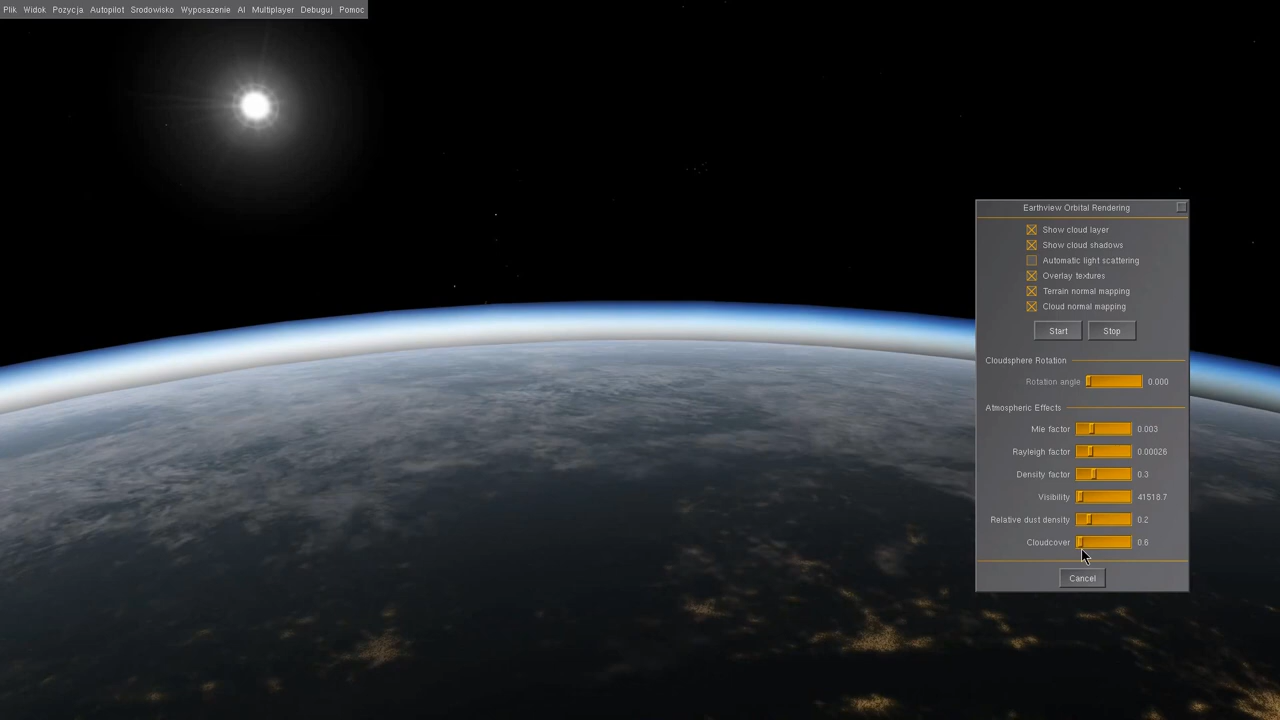 Plik Widok Pozycja Autopilot Srodowisko Wyposazenie AI Multiplayer Debuguj Pomoc
Earthview Orbital Rendering
Show cloud layer
Show cloud shadows
Automatic light scattering
Overlay textures
Terrain normal mapping
Cloud normal mapping
Start Stop
Cloudsphere Rotation
Rotation angle 0.000
Atmospheric Effects
Mie factor 0.003
Rayleigh factor 0.00026
Density factor 0.3
Visibility 41518.7
Relative dust density 0.2
Cloudcover 0.6
Cancel